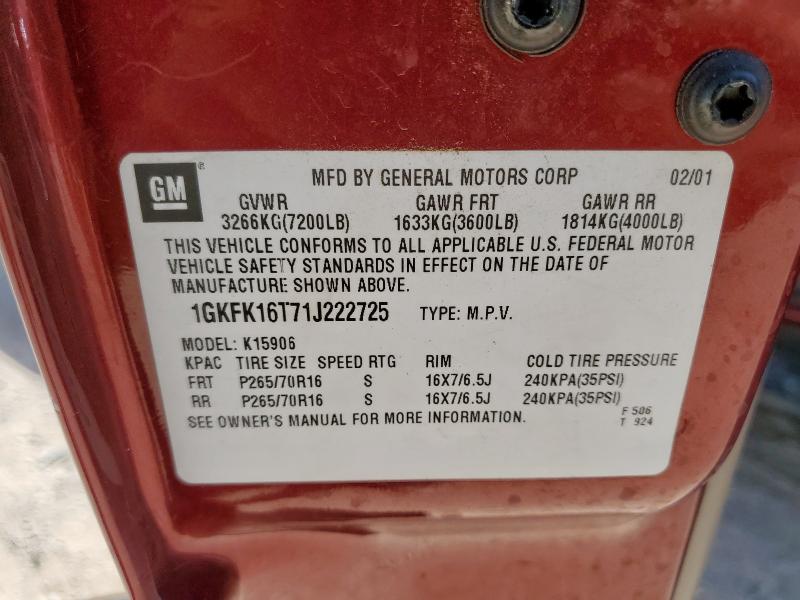 GM® MFD BY GENERAL MOTORS CORP 02/01
GVWR GAWR FRT GAWR RR
3266KG(7200LB) 1633KG(3600LB) 1814KG(4000LB)
THIS VEHICLE CONFORMS TO ALL APPLICABLE U.S. FEDERAL MOTOR
VEHICLE SAFETY STANDARDS IN EFFECT ON THE DATE OF
MANUFACTURE SHOWN ABOVE.
1GKFK16T71J222725 TYPE: M.P.V.
MODEL: K15906
KPAC TIRE SIZE SPEED RTG RIM COLD TIRE PRESSURE
FRT P265/70R16 S 16X7/6.5J 240KPA(35PSI)
RR P265/70R16 S 16X7/6.5J 240KPA(35PSI)
SEE OWNER'S MANUAL FOR MORE INFORMATION.
F 506
T 924